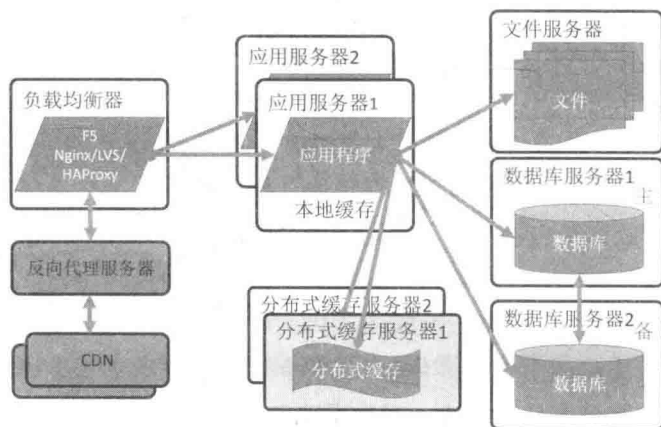 负载均衡器
F5
Nginx/LVS/
HAProxy
反向代理服务器
CDN
应用服务器2
应用服务器1
应用程序
本地缓存
分布式缓存服务器2
分布式缓存服务器1
分布式缓存
文件服务器
文件
数据库服务器1
主
数据库
数据库服务器2
备
数据库